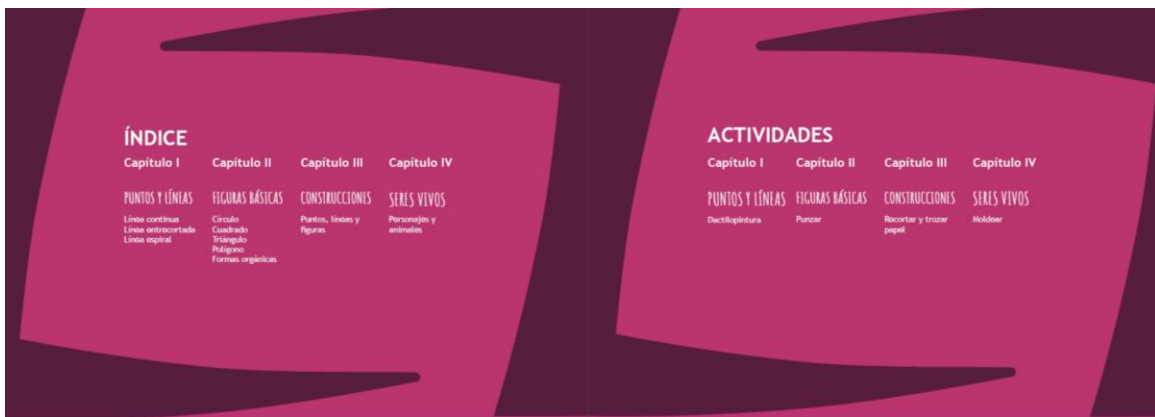 ÍNDICE
Capítulo I
PUNTOS Y LÍNEAS
Línea continua
Línea entrecortada
Línea espiral
Capítulo II
FIGURAS BÁSICAS
Círculo
Cuadrado
Triángulo
Polígono
Formas orgánicas
Capítulo III
CONSTRUCCIONES
Puntos, líneas y
figuras
Capítulo IV
SERES VIVOS
Personajes y
animales
ACTIVIDADES
Capítulo I
PUNTOS Y LÍNEAS
Dactilopintura
Capítulo II
FIGURAS BÁSICAS
Punzar
Capítulo III
CONSTRUCCIONES
Recortar y trozar
papel
Capítulo IV
SERES VIVOS
Moldear